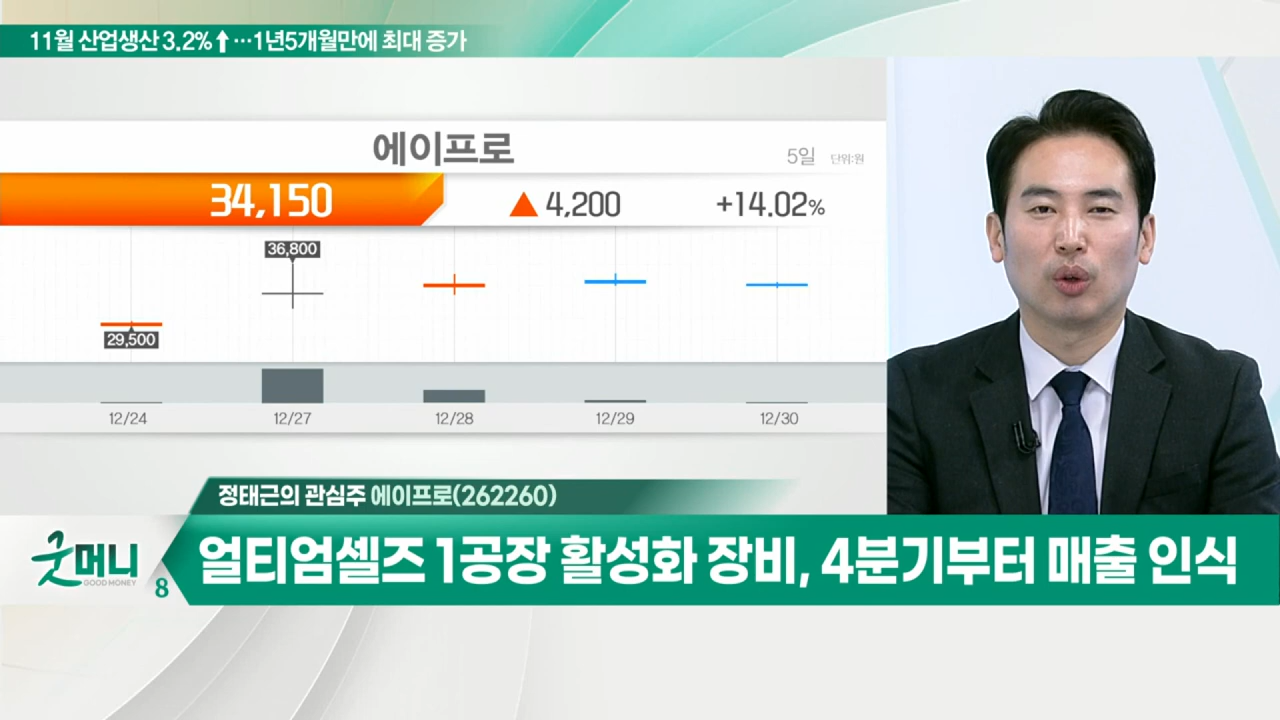 11월 산업생산 3.2%⬆…1년5개월만에 최대 증가
에이프로
5일 단위:원
34,150 ▲ 4,200 +14.02%
36,800
29,500
12/24 12/27 12/28 12/29 12/30
정태근의 관심주 에이프로(262260)
굿머니
GOOD MONEY
8
얼티엄셀즈 1공장 활성화 장비, 4분기부터 매출 인식